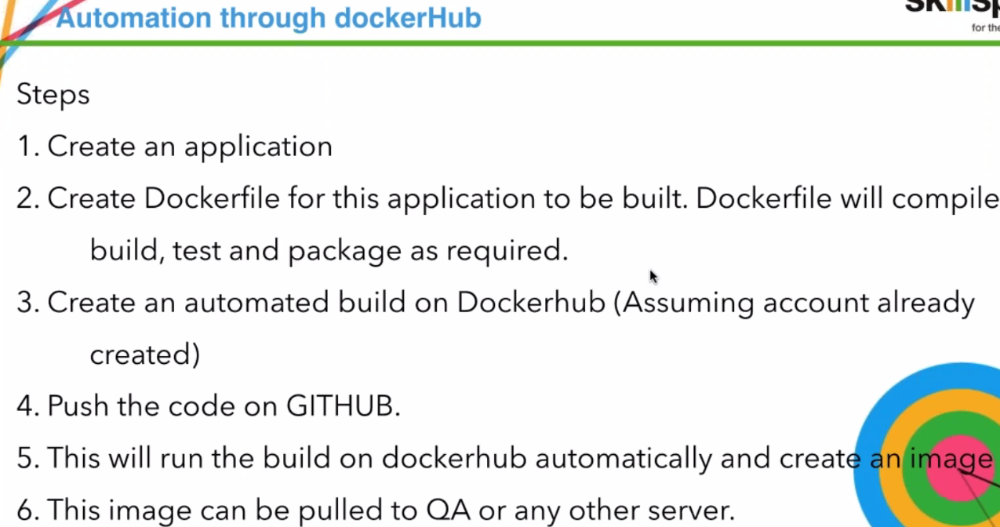 Automation through dockerHub
for the
Steps
1. Create an application
2. Create Dockerfile for this application to be built. Dockerfile will compile
build, test and package as required.
3. Create an automated build on Dockerhub (Assuming account already
created)
4. Push the code on GITHUB.
5. This will run the build on dockerhub automatically and create an image
6. This image can be pulled to QA or any other server.